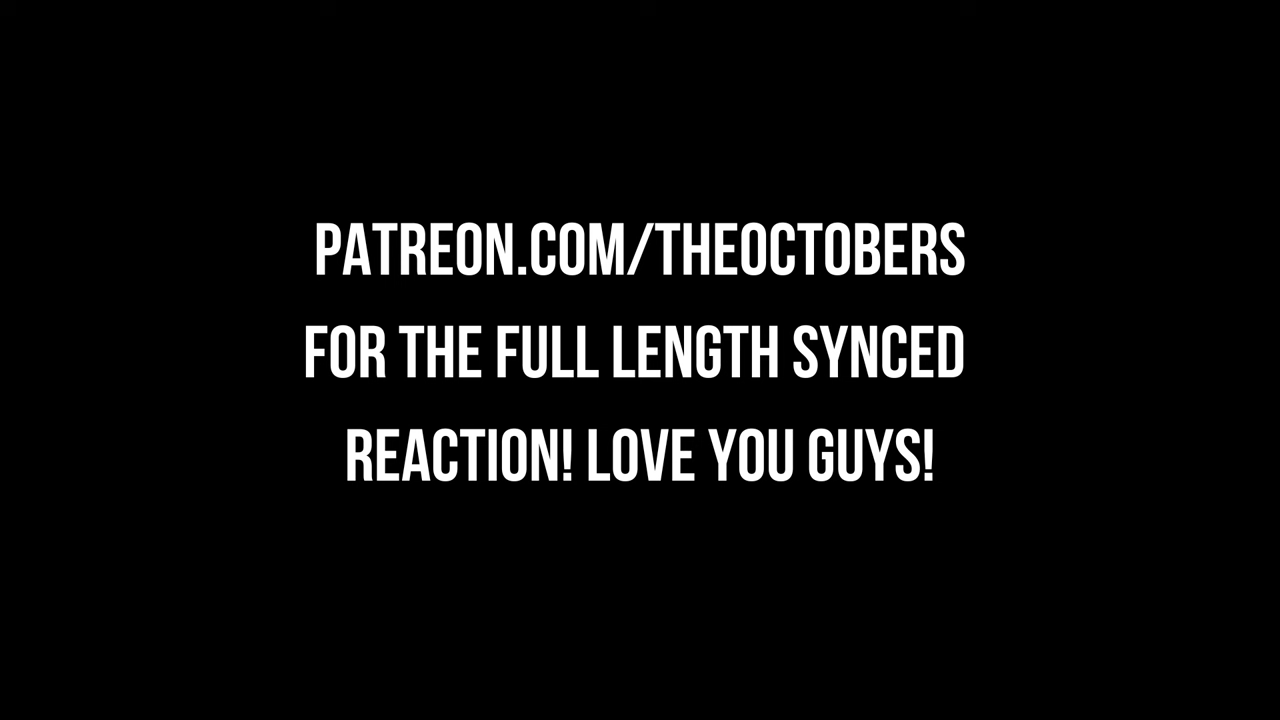 PATREON.COM/THEOCTOBERS
FOR THE FULL LENGTH SYNCED
REACTION! LOVE YOU GUYS!